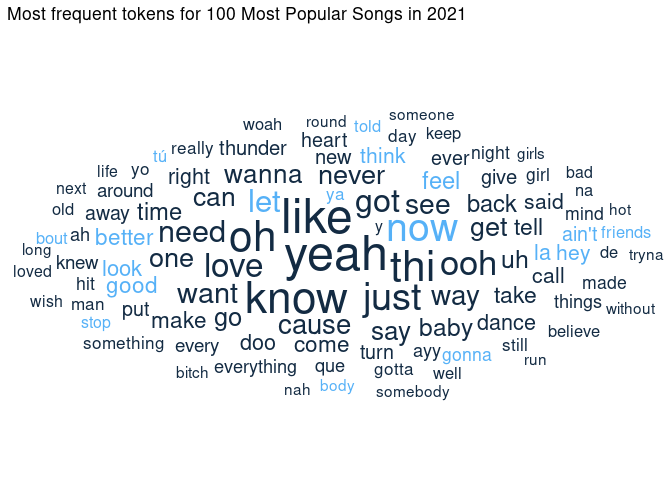 Most frequent tokens for 100 Most Popular Songs in 2021
someone
woah round told
day keep
heart
tú really thunder
new think ever night girls
life yo right wanna never feel give girl bad
next around ya na
can let got see back said
old away time like y now mind hot
bout ah better need oh get tell ain't friends
long yeah thi ooh uh la hey de tryna
loved knew look one love call
hit good know just way take made
wish man put want things without
stop make go cause say baby dance believe
something every doo come turn ayy gonna still
bitch everything que gotta well run
nah body somebody